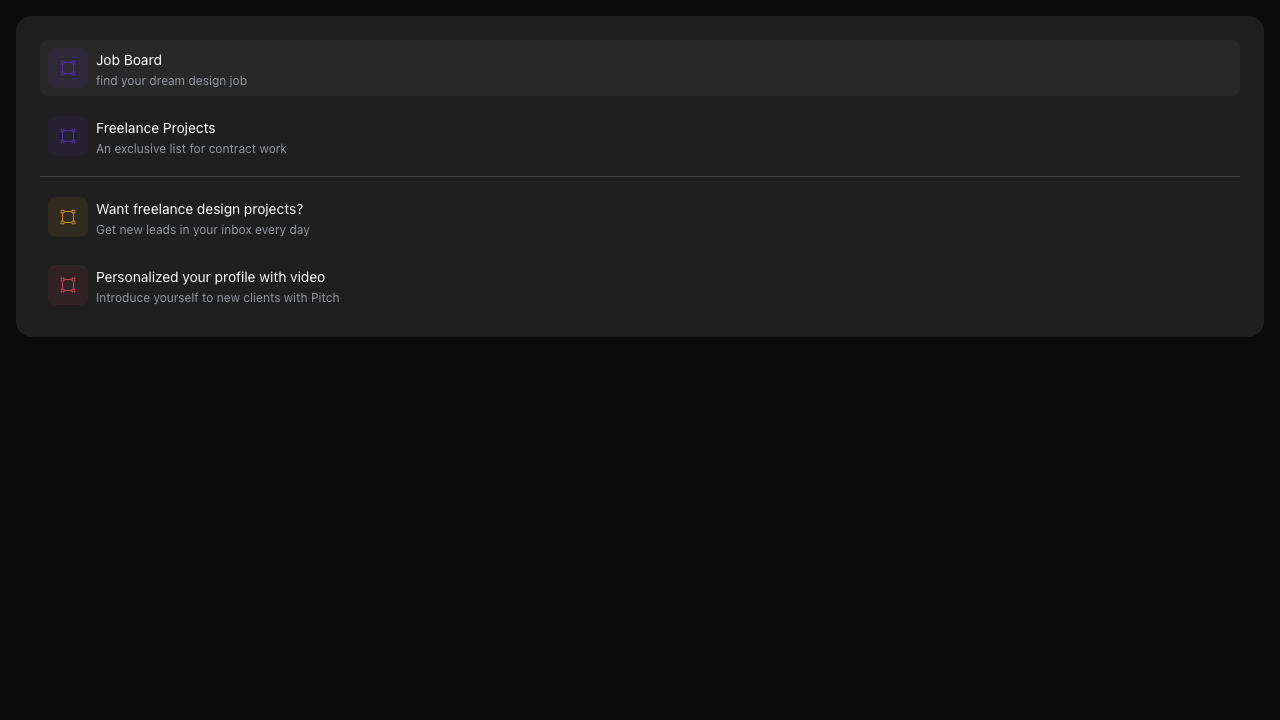 Job Board
find your dream design job
Freelance Projects
An exclusive list for contract work
Want freelance design projects?
Get new leads in your inbox every day
Personalized your profile with video
Introduce yourself to new clients with Pitch